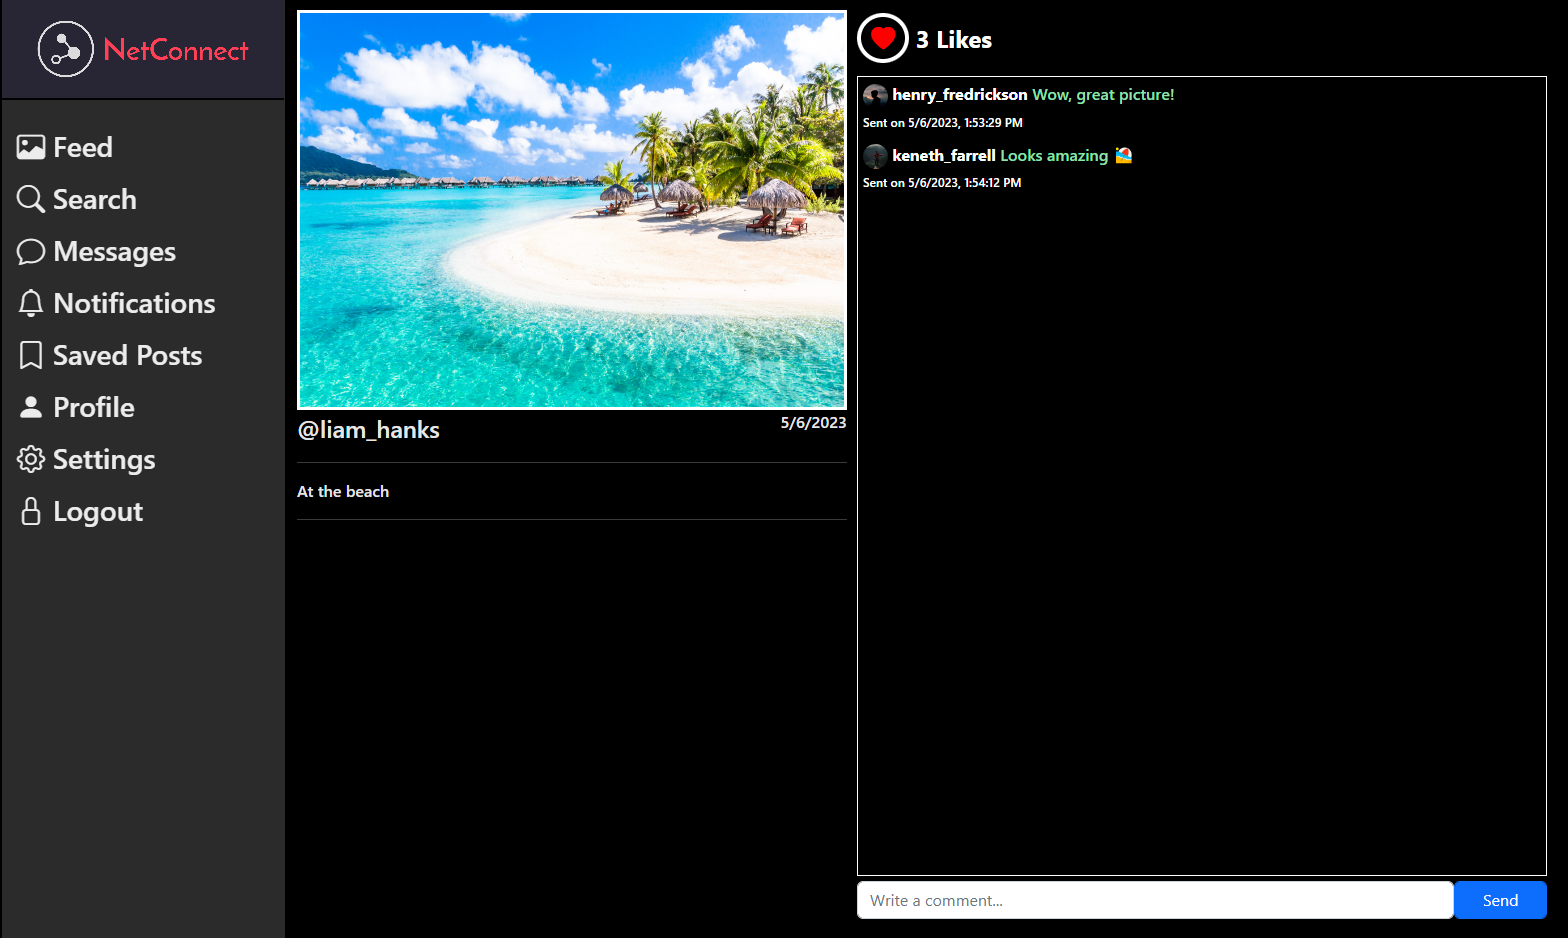 NetConnect
Feed
Search
Messages
Notifications
Saved Posts
Profile
Settings
Logout
@liam_hanks
5/6/2023
At the beach
3 Likes
henry_fredrickson Wow, great picture!
Sent on 5/6/2023, 1:53:29 PM
keneth_farrell Looks amazing 🏖️
Sent on 5/6/2023, 1:54:12 PM
Write a comment...
Send